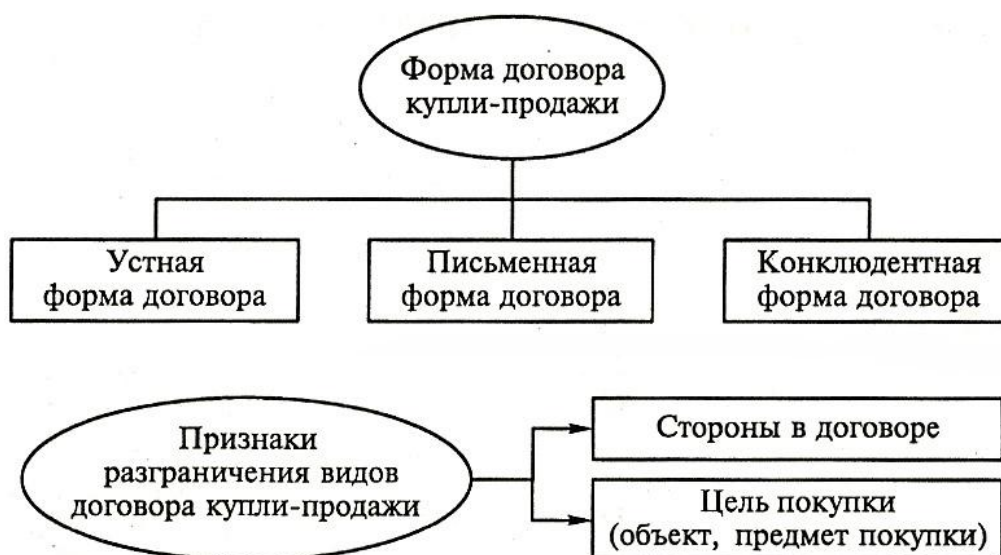 Форма договора
купли-продажи
Устная
форма договора
Письменная
форма договора
Конклюдентная
форма договора
Признаки
разграничения видов
договора купли-продажи
Стороны в договоре
Цель покупки
(объект, предмет покупки)